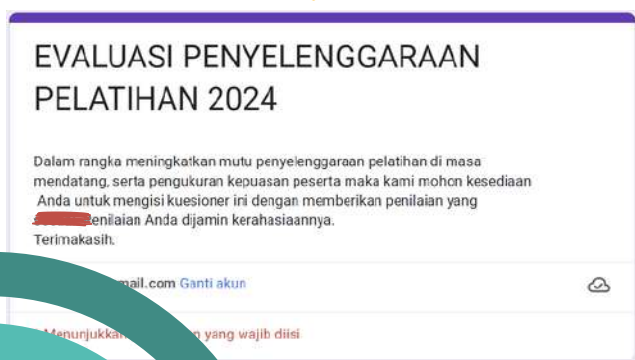 EVALUASI PENYELENGGARAAN
PELATIHAN 2024
Dalam rangka meningkatkan mutu penyelenggaraan pelatihan di masa
mendatang, serta pengukuran kepuasan peserta maka kami mohon kesediaan
Anda untuk mengisi kuesioner ini dengan memberikan penilaian yang
enilaian Anda dijamin kerahasiaannya.
Terimakasih.
mail.com Ganti akun
Menunjukkan yang wajib diisi